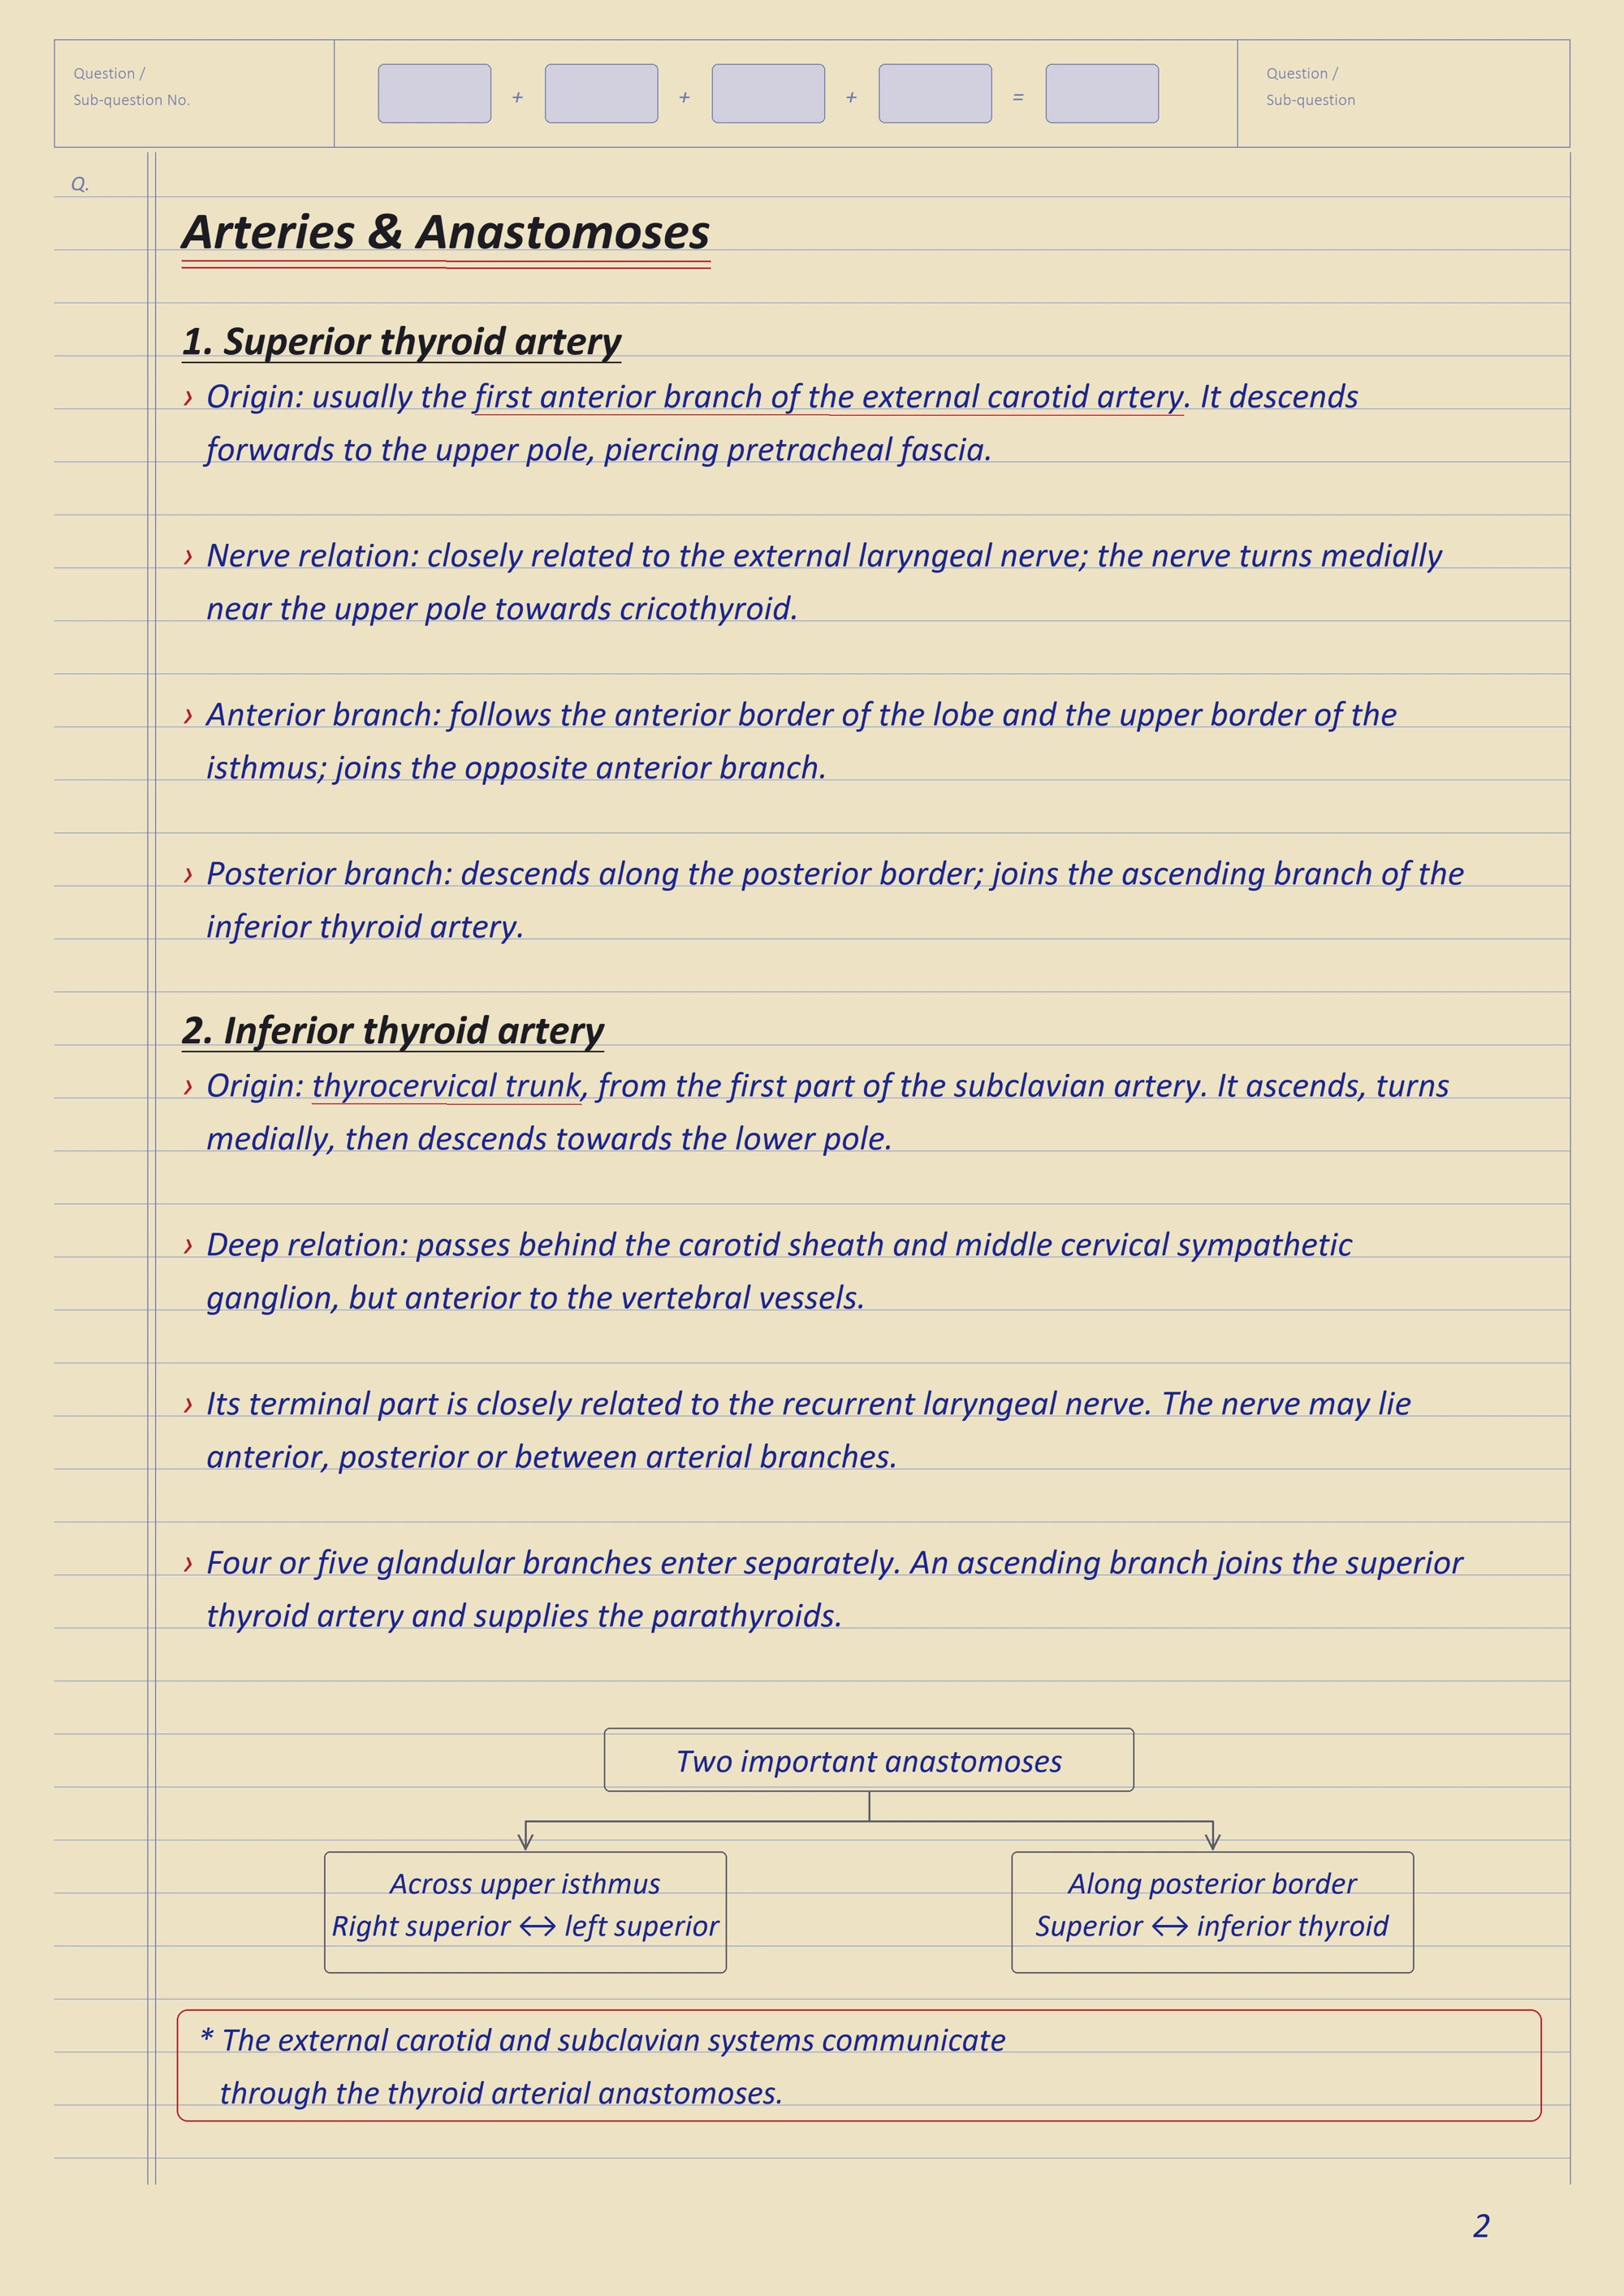 Question /
Sub-question No.
+ + + =
Question /
Sub-question
Q.
Arteries & Anastomoses
1. Superior thyroid artery
› Origin: usually the first anterior branch of the external carotid artery. It descends
forwards to the upper pole, piercing pretracheal fascia.
› Nerve relation: closely related to the external laryngeal nerve; the nerve turns medially
near the upper pole towards cricothyroid.
› Anterior branch: follows the anterior border of the lobe and the upper border of the
isthmus; joins the opposite anterior branch.
› Posterior branch: descends along the posterior border; joins the ascending branch of the
inferior thyroid artery.
2. Inferior thyroid artery
› Origin: thyrocervical trunk, from the first part of the subclavian artery. It ascends, turns
medially, then descends towards the lower pole.
› Deep relation: passes behind the carotid sheath and middle cervical sympathetic
ganglion, but anterior to the vertebral vessels.
› Its terminal part is closely related to the recurrent laryngeal nerve. The nerve may lie
anterior, posterior or between arterial branches.
› Four or five glandular branches enter separately. An ascending branch joins the superior
thyroid artery and supplies the parathyroids.
Two important anastomoses
Across upper isthmus
Right superior ↔ left superior
Along posterior border
Superior ↔ inferior thyroid
* The external carotid and subclavian systems communicate
through the thyroid arterial anastomoses.
2